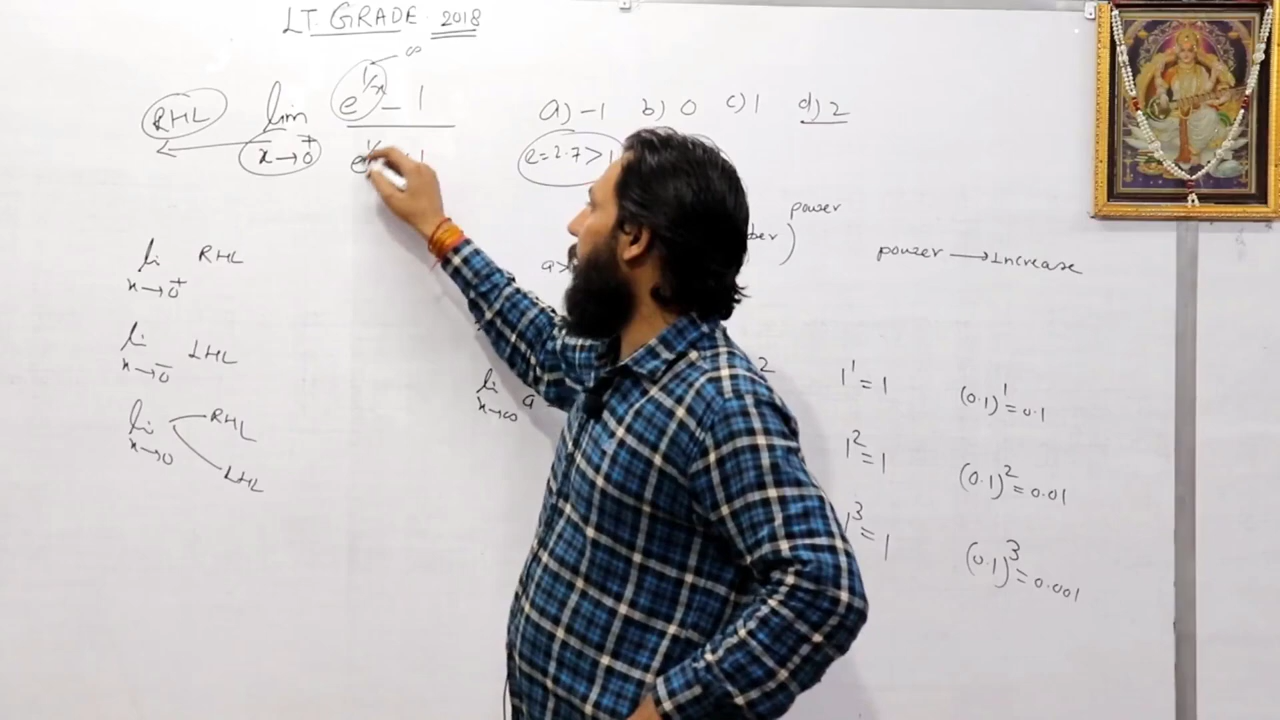 LT. GRADE. 2018
RHL lim x→0⁺ e^(1/x) - 1 ∞
a) -1 b) 0 c) 1 d) 2
e=2.7>1
power
power → Increase
li x→0⁺ RHL
li x→0⁻ LHL
li x→0 RHL
LHL
li x→∞ a
1¹=1 (0.1)¹=0.1
1²=1 (0.1)²=0.01
1³=1 (0.1)³=0.001